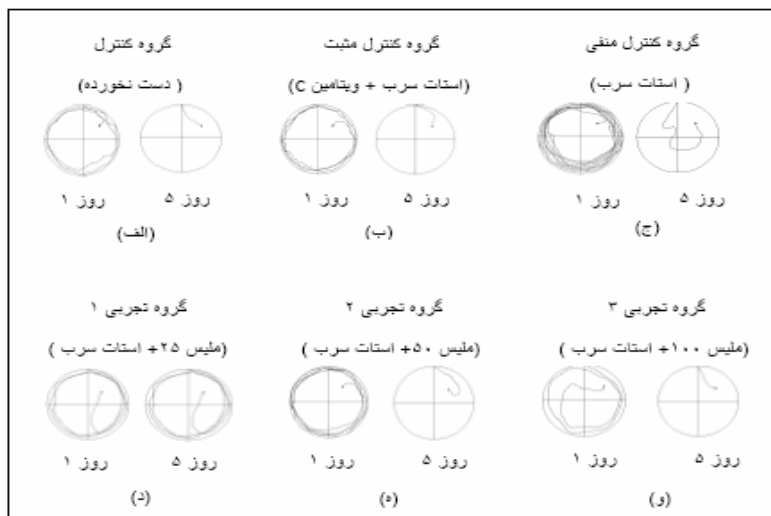 گروه کنترل
(دست نخورده)
روز ۱
روز ۵
(الف)
گروه کنترل مثبت
(استات سرب + ویتامین C)
روز ۱
روز ۵
(ب)
گروه کنترل منفی
( استات سرب)
روز ۱
روز ۵
(ج)
گروه تجربی ۱
(ملیس ۲۵+ استات سرب )
روز ۱
روز ۵
(د)
گروه تجربی ۲
(ملیس ۵۰+ استات سرب )
روز ۱
روز ۵
(ه)
گروه تجربی ۳
(ملیس ۱۰۰+ استات سرب )
روز ۱
روز ۵
(و)